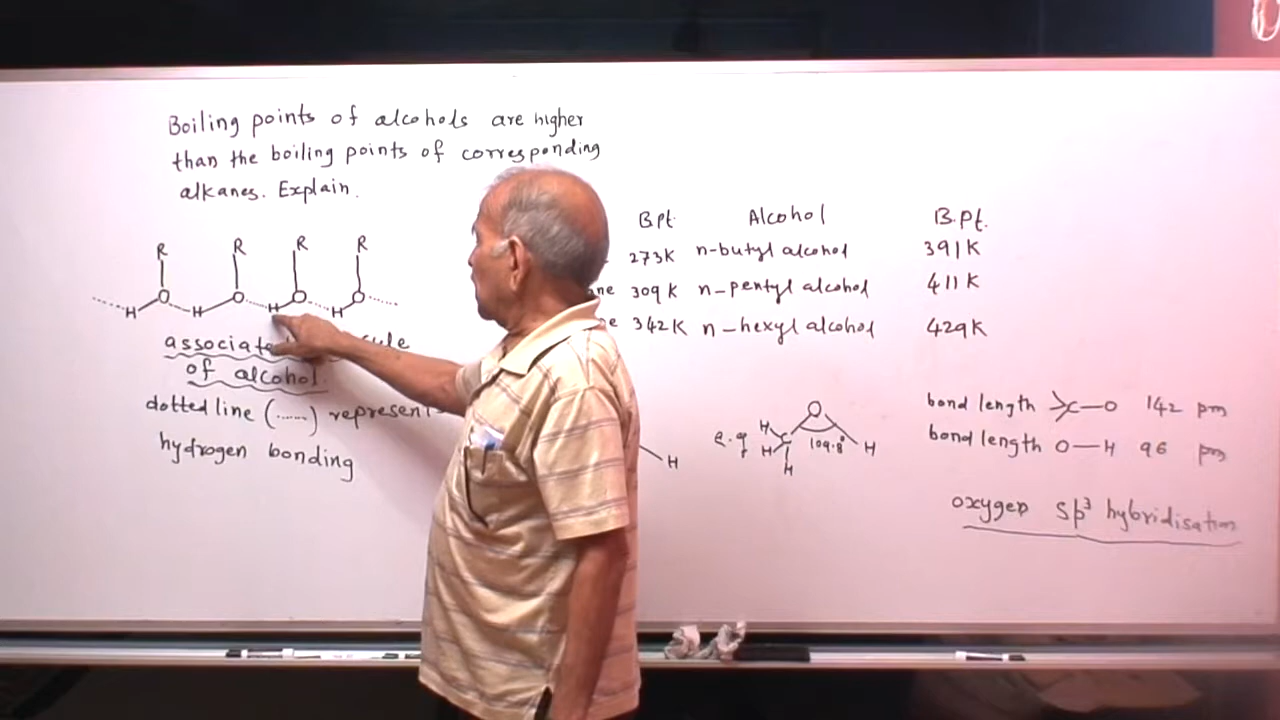 Boiling points of alcohols are higher
than the boiling points of corresponding
alkanes. Explain.
R R R R
H O H O H O H O
of alcohol.
dotted line (......) represents
hydrogen bonding
B.pt. Alcohol B.pt.
273K n-butyl alcohol 391K
309K n-pentyl alcohol 411K
342K n-hexyl alcohol 429K
H
e.g H C O H
H H
109.8°
bond length C—O 142 pm
bond length O—H 96 pm
oxygen sp³ hybridisation